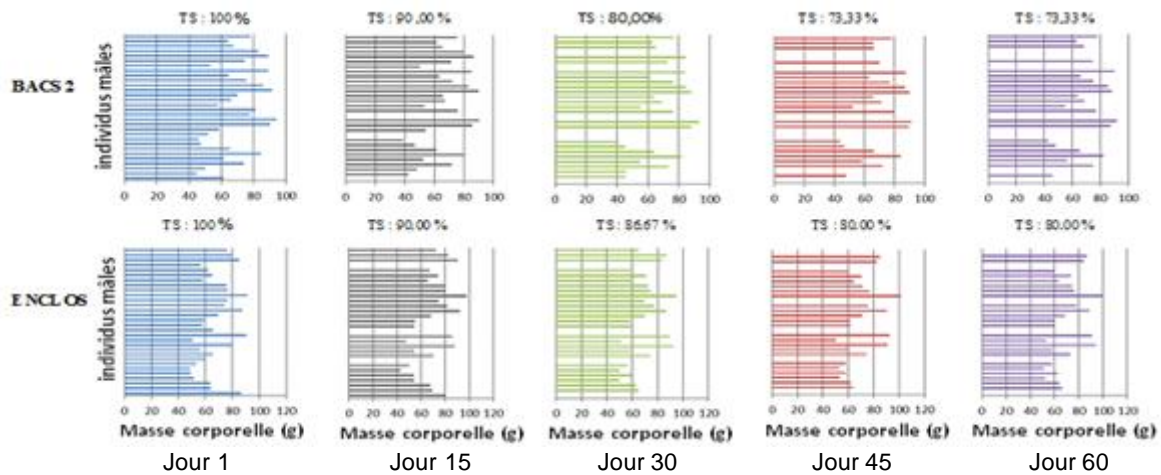 TS : 100 %
TS : 90.,00 %
TS : 80,00%
TS : 73,33 %
TS : 73,33 %
BACS 2
individus mâles
0 20 40 60 80 100
0 20 40 60 80 100
0 20 40 60 80 100
0 20 40 60 80 100
0 20 40 60 80 100
TS : 100 %
TS : 90.00 %
TS : 86.67 %
TS : 80.00 %
TS : 80.00 %
ENCLOS
individus mâles
0 20 40 60 80 100 120
0 20 40 60 80 100 120
0 20 40 60 80 100 120
0 20 40 60 80 100 120
0 20 40 60 80 100 120
Masse corporelle (g)
Masse corporelle (g)
Masse corporelle (g)
Masse corporelle (g)
Masse corporelle (g)
Jour 1
Jour 15
Jour 30
Jour 45
Jour 60